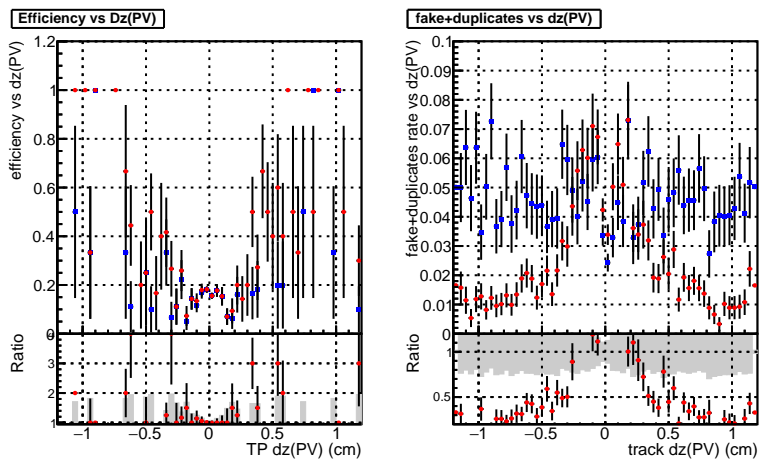 Efficiency vs Dz(PV)
efficiency vs dz(PV)
1.2
1
0.8
0.6
0.4
0.2
0
Ratio
4
3
2
1
−1 −0.5 0 0.5 1
TP dz(PV) (cm)
fake+duplicates vs dz(PV)
fake+duplicates rate vs dz(PV)
0.1
0.09
0.08
0.07
0.06
0.05
0.04
0.03
0.02
0.01
0
Ratio
1
0.5
−1 −0.5 0 0.5 1
track dz(PV) (cm)